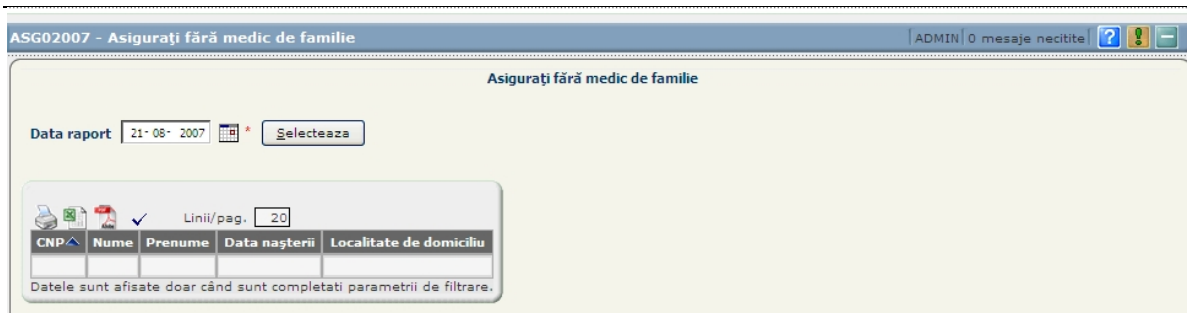 ASG02007 - Asiguraţi fără medic de familie ADMIN 0 mesaje necitite
Asiguraţi fără medic de familie
Data raport 21- 08- 2007 * Selecteaza
Linii/pag. 20
CNP Nume Prenume Data naşterii Localitate de domiciliu
Datele sunt afisate doar când sunt completati parametrii de filtrare.